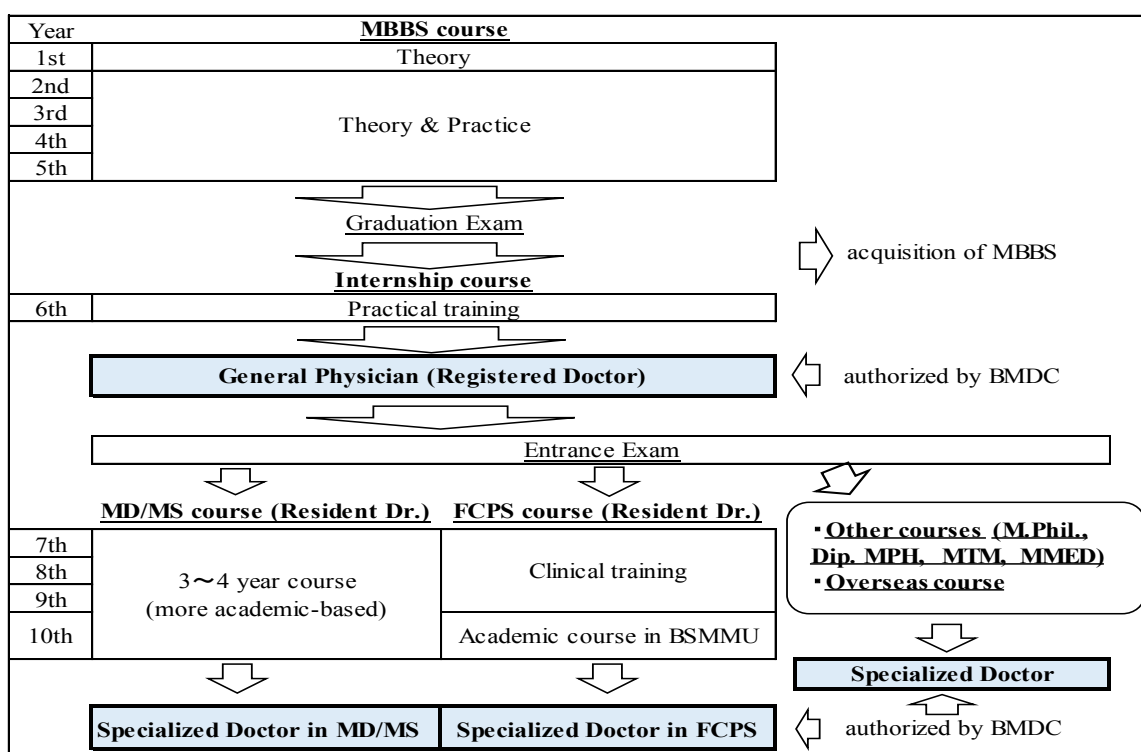 Year
MBBS course
1st
Theory
2nd
3rd
4th
5th
Theory & Practice
Graduation Exam
acquisition of MBBS
Internship course
6th
Practical training
General Physician (Registered Doctor)
authorized by BMDC
Entrance Exam
MD/MS course (Resident Dr.)
FCPS course (Resident Dr.)
・Other courses (M.Phil.,
Dip. MPH, MTM, MMED)
・Overseas course
7th
8th
9th
10th
3～4 year course
(more academic-based)
Clinical training
Academic course in BSMMU
Specialized Doctor
Specialized Doctor in MD/MS
Specialized Doctor in FCPS
authorized by BMDC